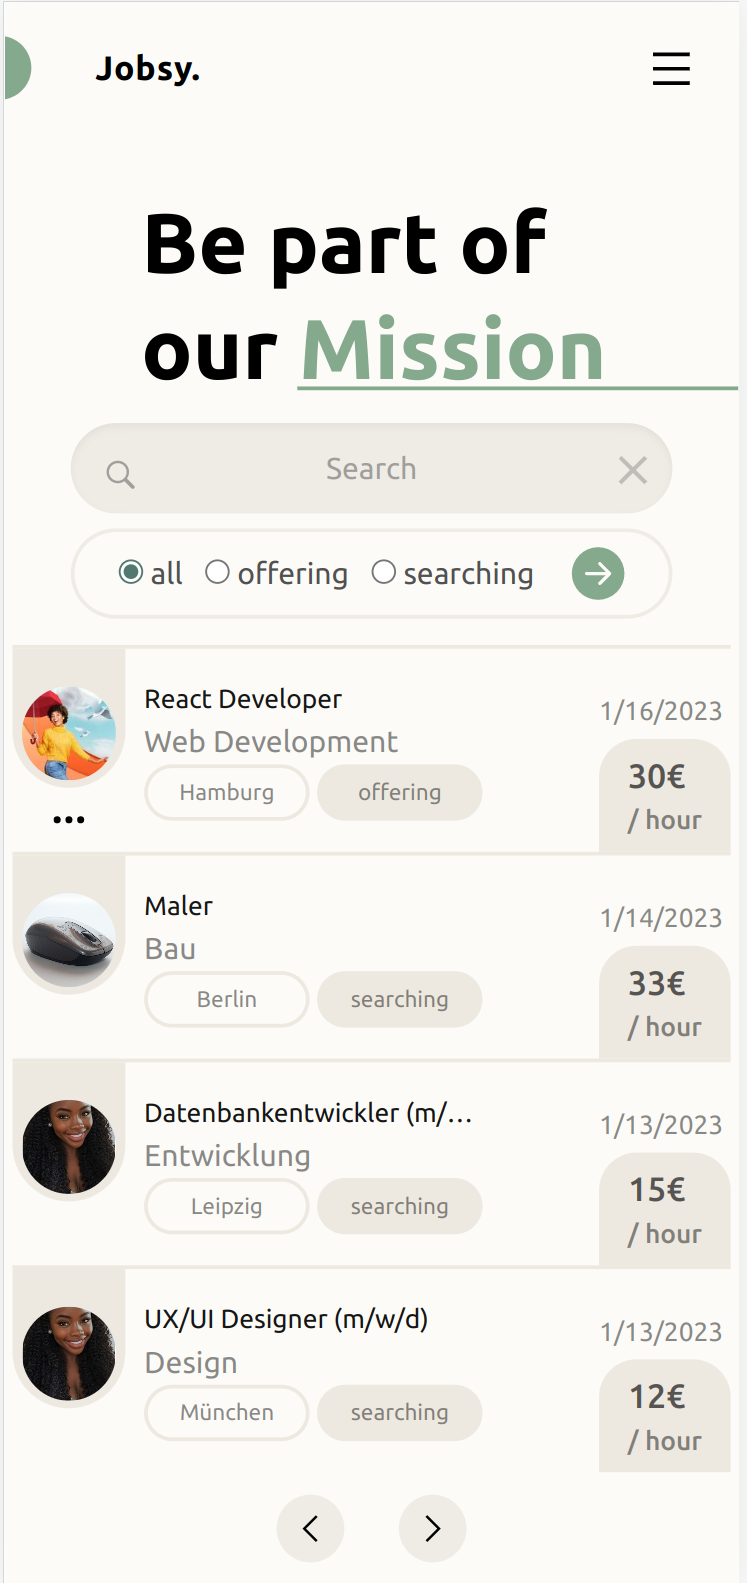 Jobsy.
Be part of
our Mission
Search
all offering searching
React Developer
1/16/2023
Web Development
Hamburg offering
30€
/ hour
Maler
1/14/2023
Bau
Berlin searching
33€
/ hour
Datenbankentwickler (m/...
1/13/2023
Entwicklung
Leipzig searching
15€
/ hour
UX/UI Designer (m/w/d)
1/13/2023
Design
München searching
12€
/ hour